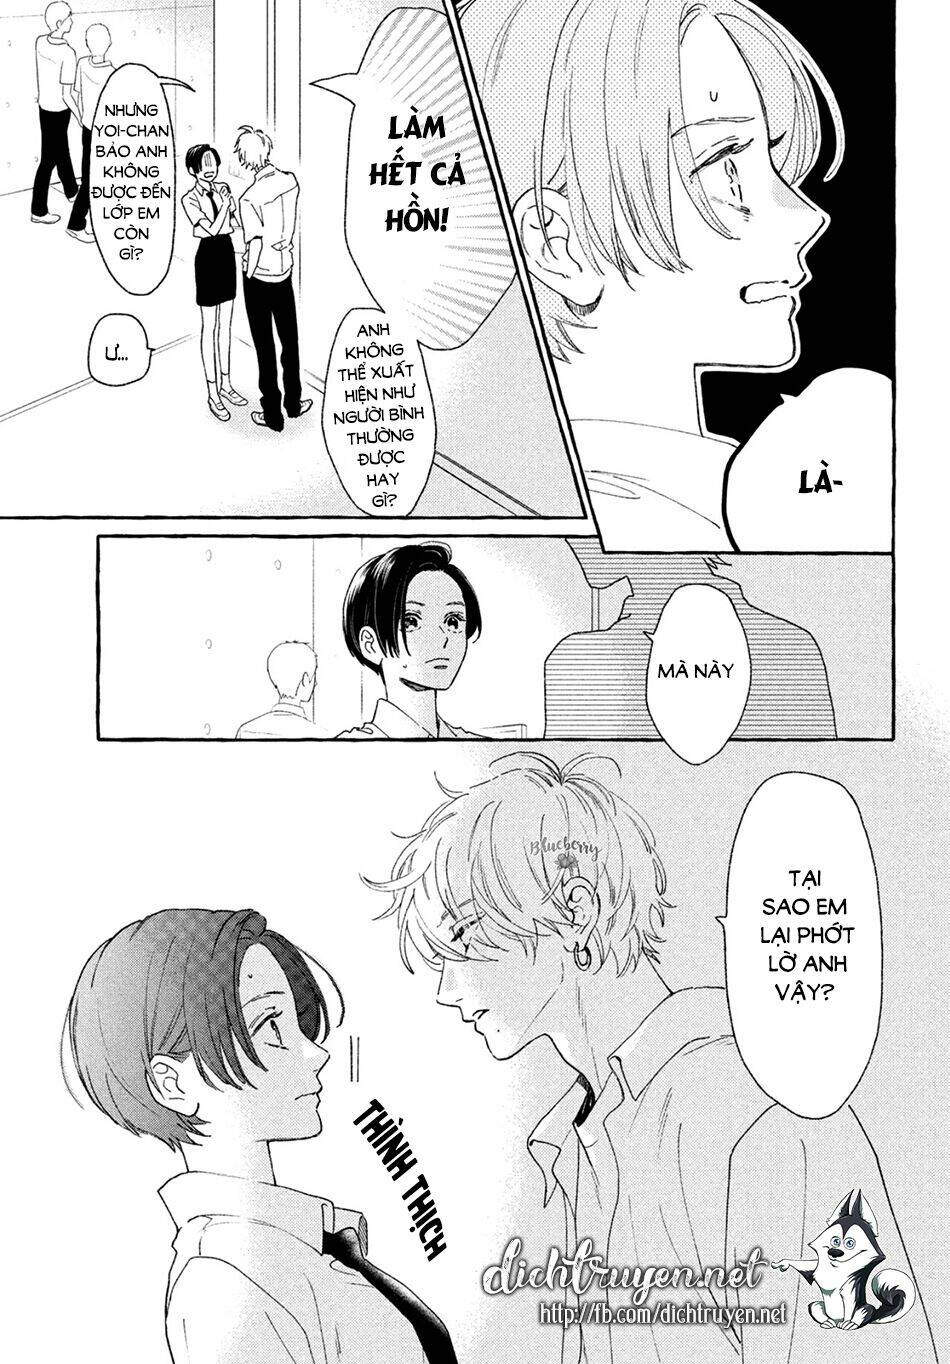 LÀ-
LÀM
HẾT CẢ
HỒN!
ANH
KHÔNG
THỂ XUẤT
HIỆN NHƯ
NGƯỜI BÌNH
THƯỜNG
ĐƯỢC
HAY
GÌ?
NHƯNG
YOI-CHAN
BẢO ANH
KHÔNG
ĐƯỢC ĐẾN
LỚP EM
CÒN
GÌ?
Ư...
MÀ NÀY
TẠI
SAO EM
LẠI PHỚT
LỜ ANH
VẬY?
Blueberry
THÌNH THỊCH
dichtruyen.net
http://fb.com/dichtruyen.net